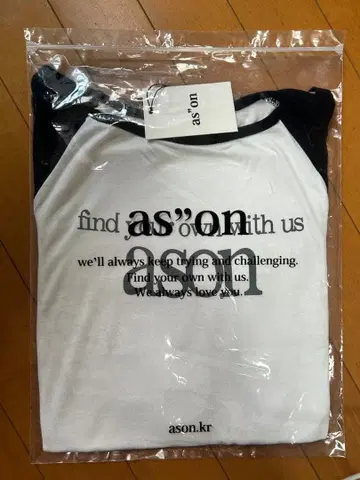 as”on
as”on
find your own with us
we'll always keep trying and challenging.
ason
Find your own with us.
We always love you.
ason.kr